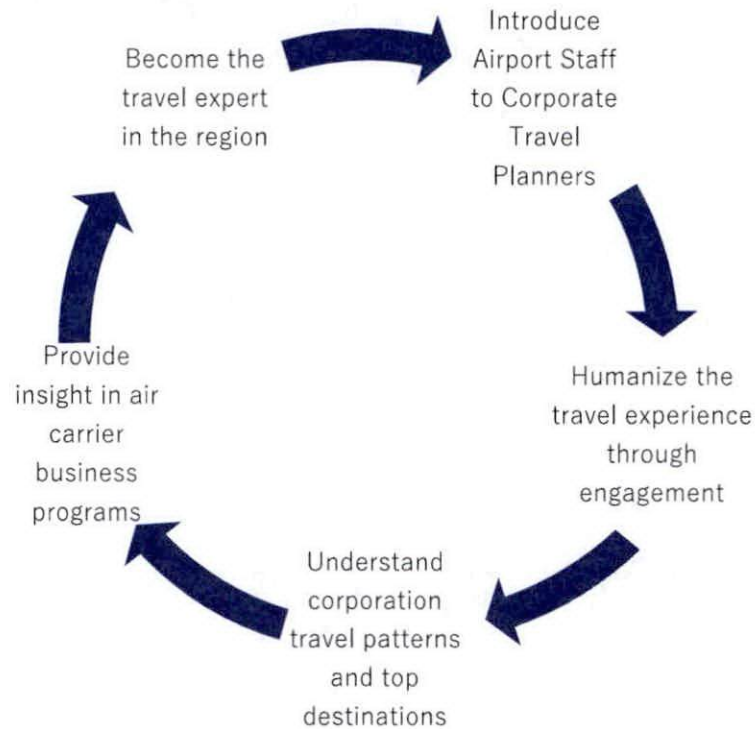 Introduce
Airport Staff
to Corporate
Travel
Planners
Humanize the
travel experience
through
engagement
Understand
corporation
travel patterns
and top
destinations
Provide
insight in air
carrier
business
programs
Become the
travel expert
in the region